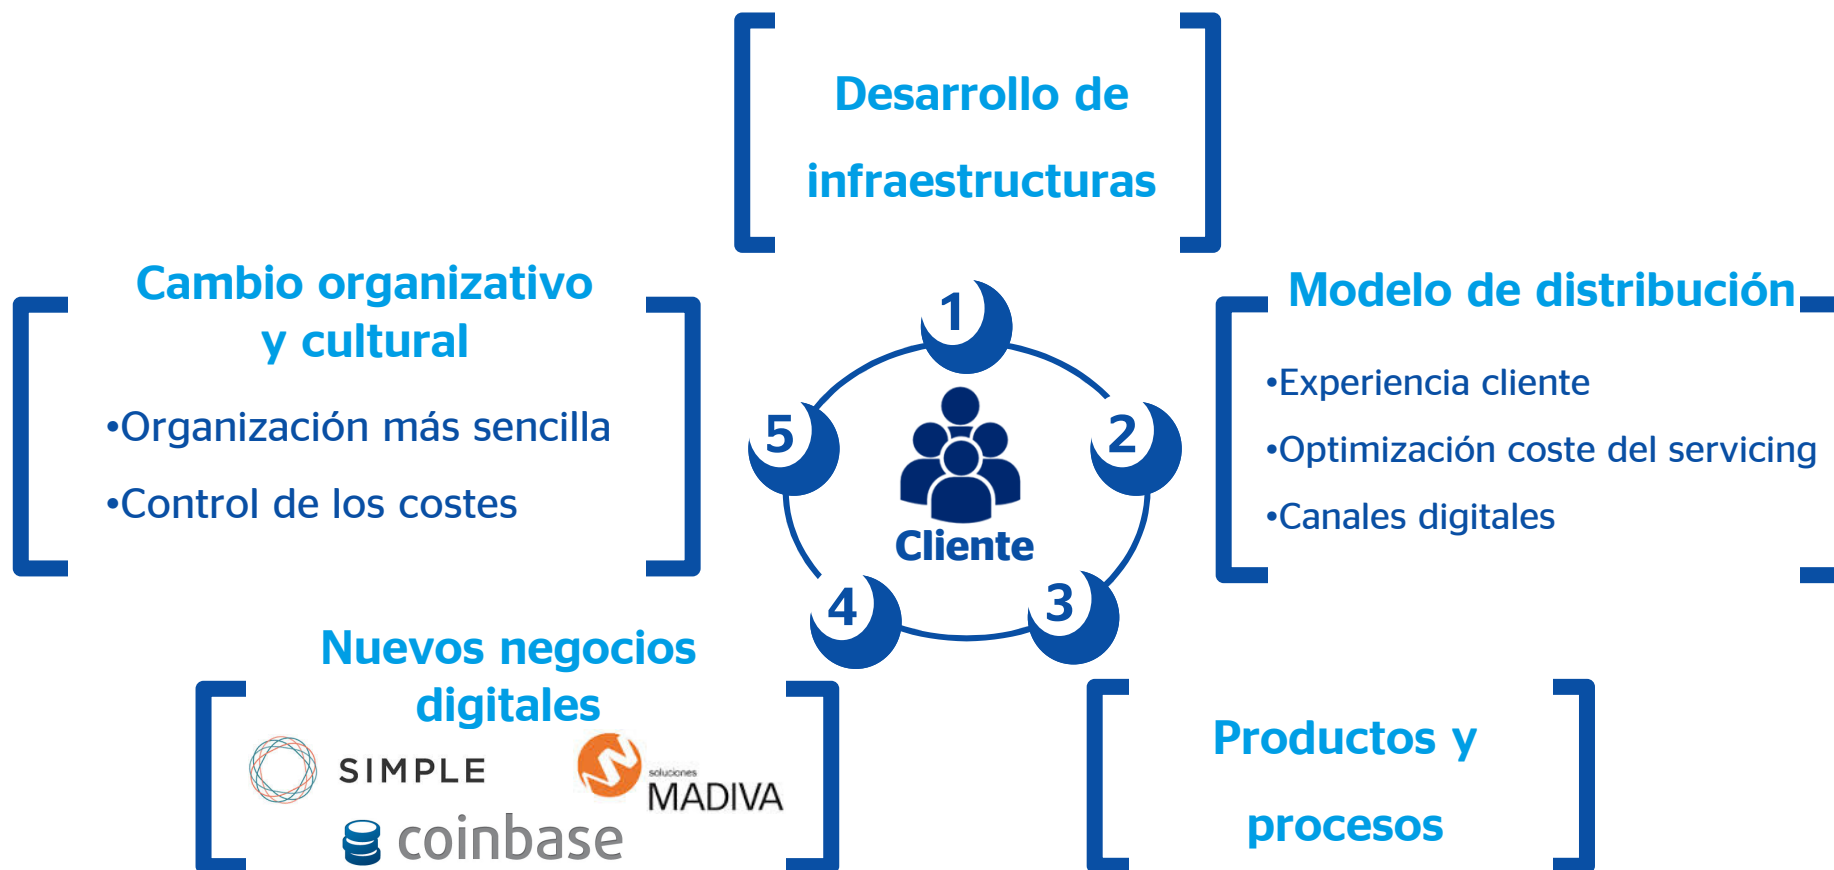 Desarrollo de
infraestructuras
Cambio organizativo
y cultural
•Organización más sencilla
•Control de los costes
Modelo de distribución
•Experiencia cliente
•Optimización coste del servicing
•Canales digitales
1
2
3
4
5
Cliente
Nuevos negocios
digitales
SIMPLE
soluciones
MADIVA
coinbase
Productos y
procesos